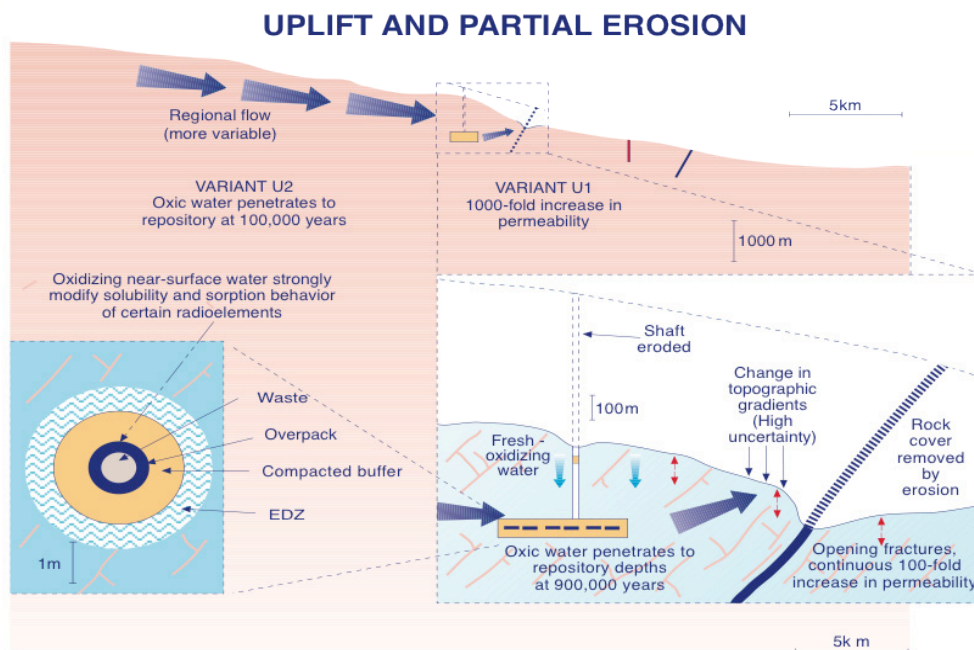 UPLIFT AND PARTIAL EROSION
Regional flow
(more variable)
5km
VARIANT U2
Oxic water penetrates to
repository at 100,000 years
VARIANT U1
1000-fold increase in
permeability
1000 m
Oxidizing near-surface water strongly
modify solubility and sorption behavior
of certain radioelements
Waste
Overpack
Compacted buffer
EDZ
1m
Shaft
eroded
100m
Change in
topographic
gradients
(High
uncertainty)
Fresh -
oxidizing
water
Rock
cover
removed
by
erosion
Oxic water penetrates to
repository depths
at 900,000 years
Opening fractures,
continuous 100-fold
increase in permeability
5k m